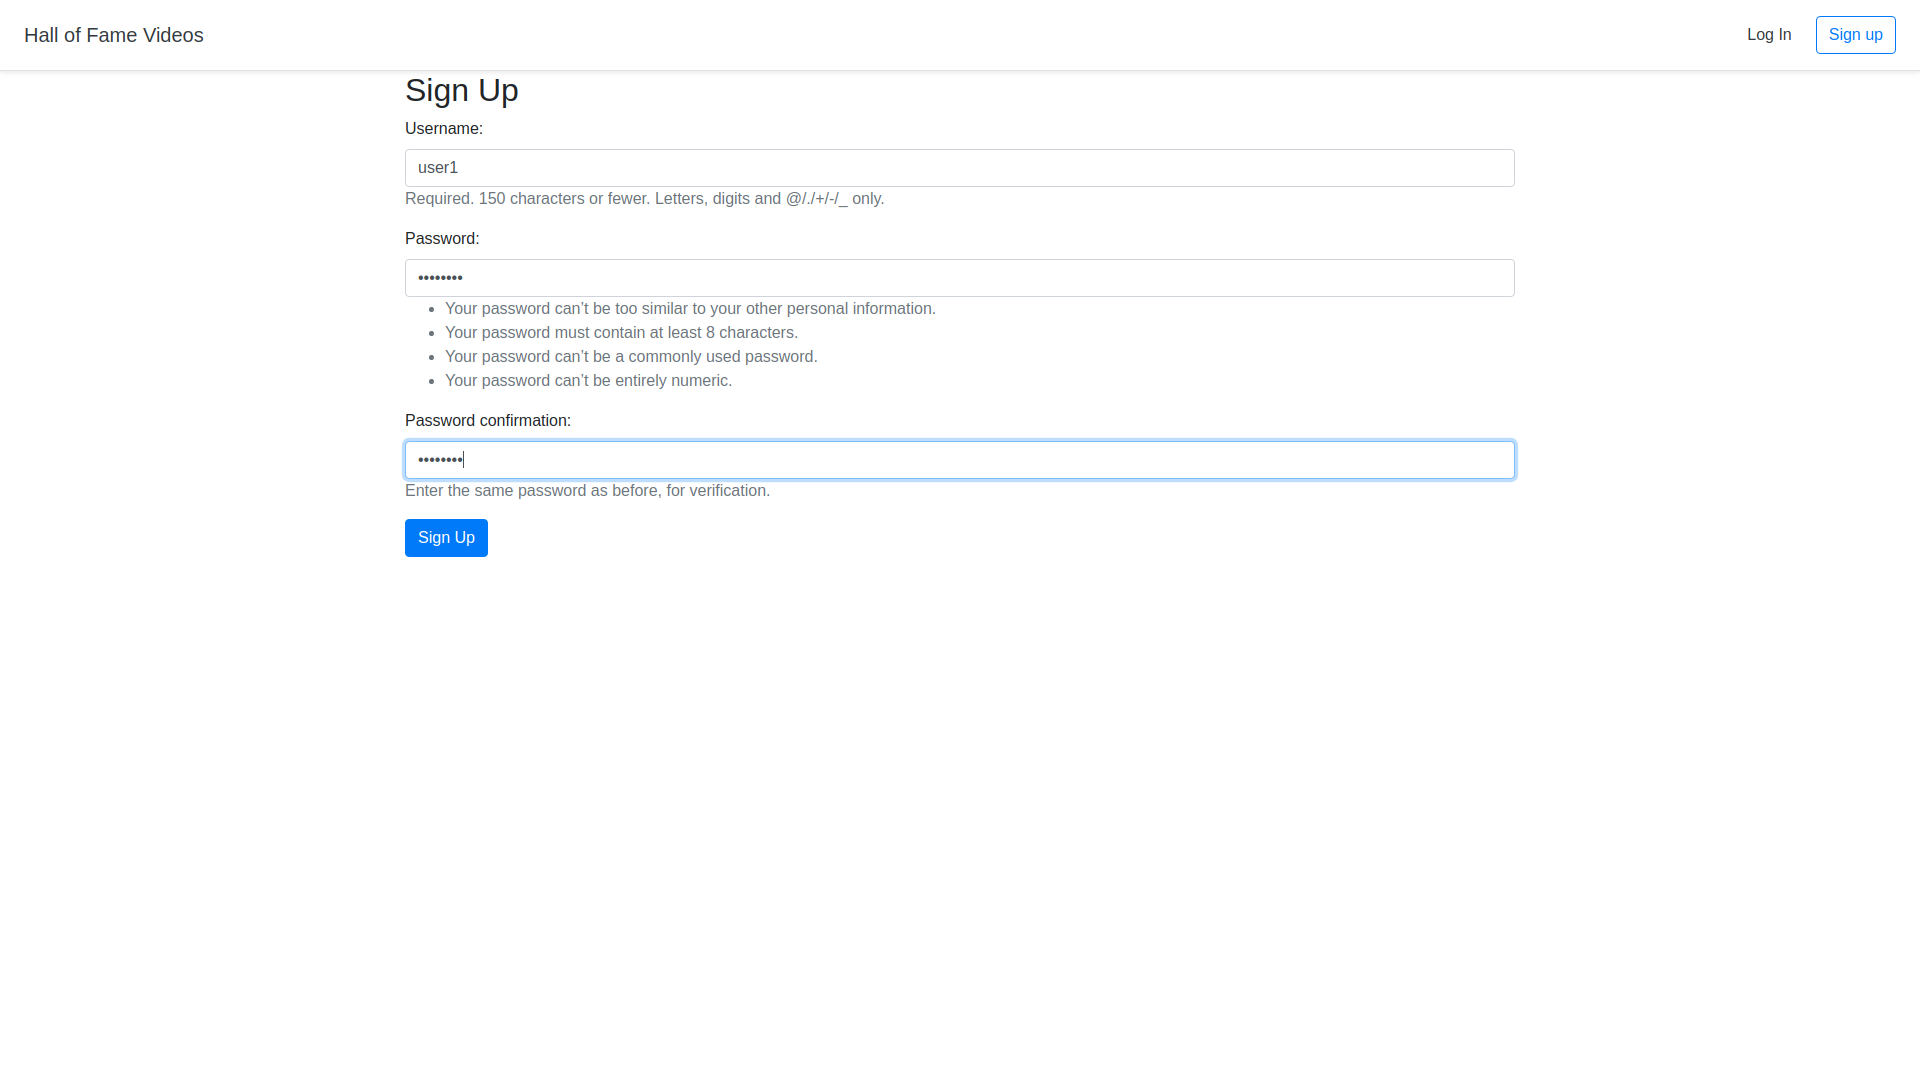 Hall of Fame Videos
Log In
Sign up
Sign Up
Username:
user1
Required. 150 characters or fewer. Letters, digits and @/./+/-/_ only.
Password:
••••••••
Your password can’t be too similar to your other personal information.
Your password must contain at least 8 characters.
Your password can’t be a commonly used password.
Your password can’t be entirely numeric.
Password confirmation:
••••••••
Enter the same password as before, for verification.
Sign Up